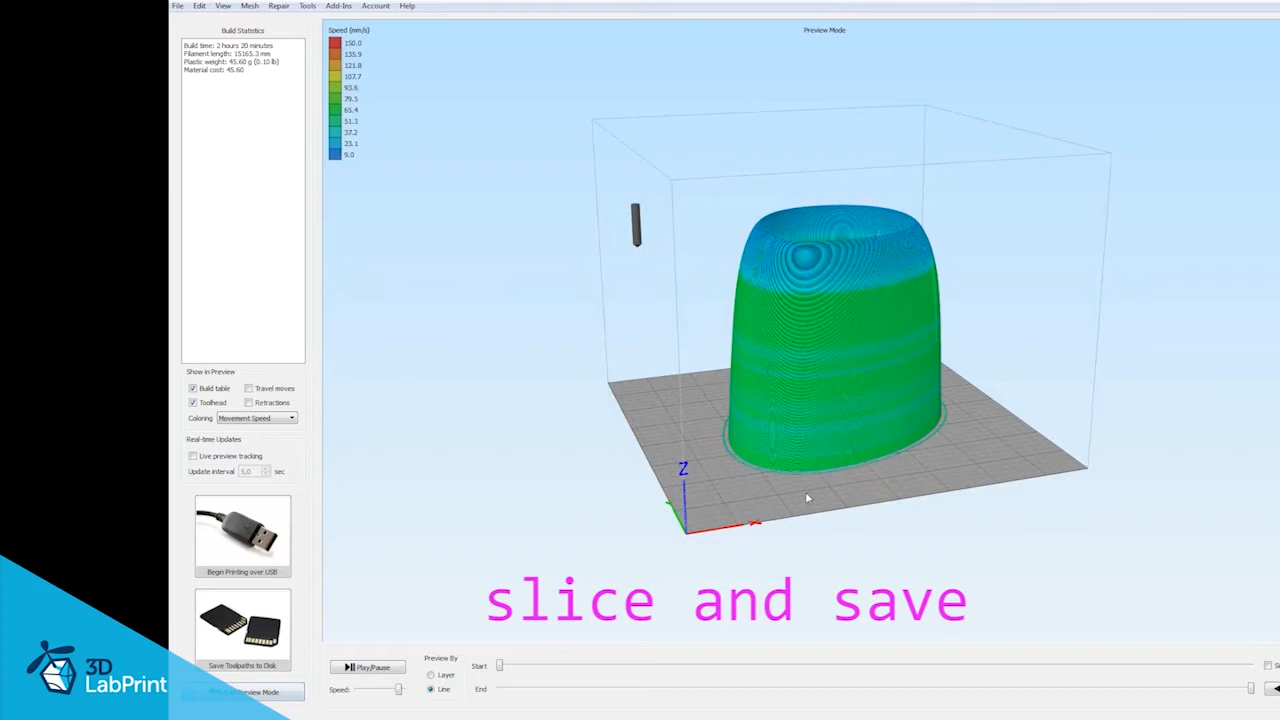 File Edit View Mesh Repair Tools Add-Ins Account Help
Build Statistics
Build time: 2 hours 20 minutes
Filament length: 15165.3 mm
Plastic weight: 45.60 g (0.10 lb)
Material cost: 45.60
Speed (mm/s)
150.0
135.9
121.8
107.7
93.6
79.5
65.4
51.3
37.2
23.1
9.0
Preview Mode
Show in Preview
Build table Travel moves
Toolhead Retractions
Coloring Movement Speed
Real-time Updates
Live preview tracking
Update interval 5,0 sec
Begin Printing over USB
Save Toolpaths to Disk
Preview Mode
Z
slice and save
Play/Pause
Speed:
Preview By
Layer
Line
Start
End
3D
LabPrint